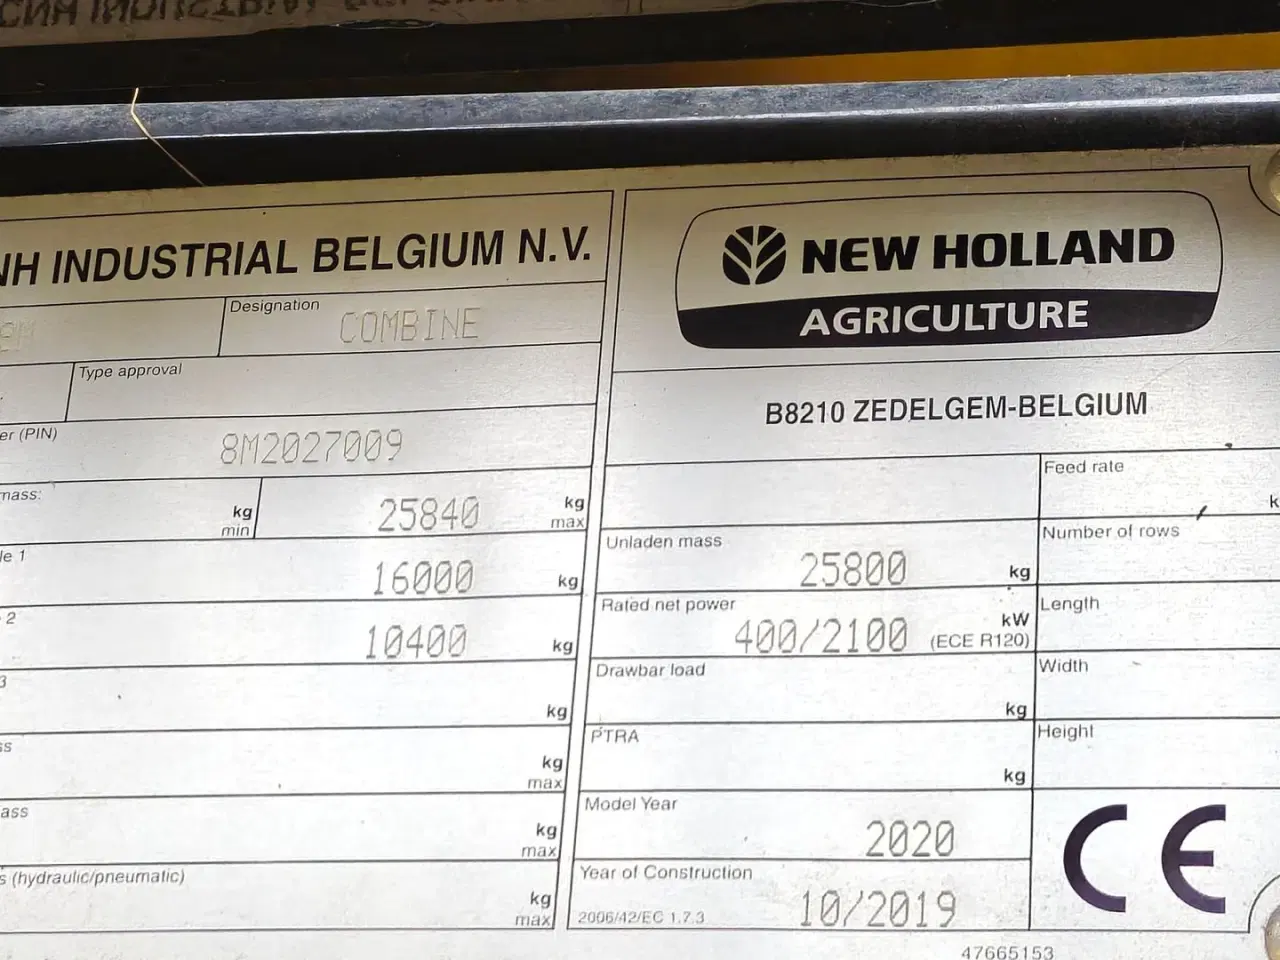 NH INDUSTRIAL BELGIUM N.V.
Designation
COMBINE
Type approval
er (PIN)
8M2027009
mass:
kg
min
25840
kg
max
le 1
16000
kg
2
10400
kg
3
kg
ss
kg
max
ass
kg
max
s (hydraulic/pneumatic)
kg
max
NEW HOLLAND
AGRICULTURE
B8210 ZEDELGEM-BELGIUM
Feed rate
k
Unladen mass
25800
kg
Number of rows
Rated net power
400/2100
kW
(ECE R120)
Length
Drawbar load
kg
Width
PTRA
kg
Height
Model Year
2020
Year of Construction
2006/42/EC 1.7.3
10/2019
CE
47665153